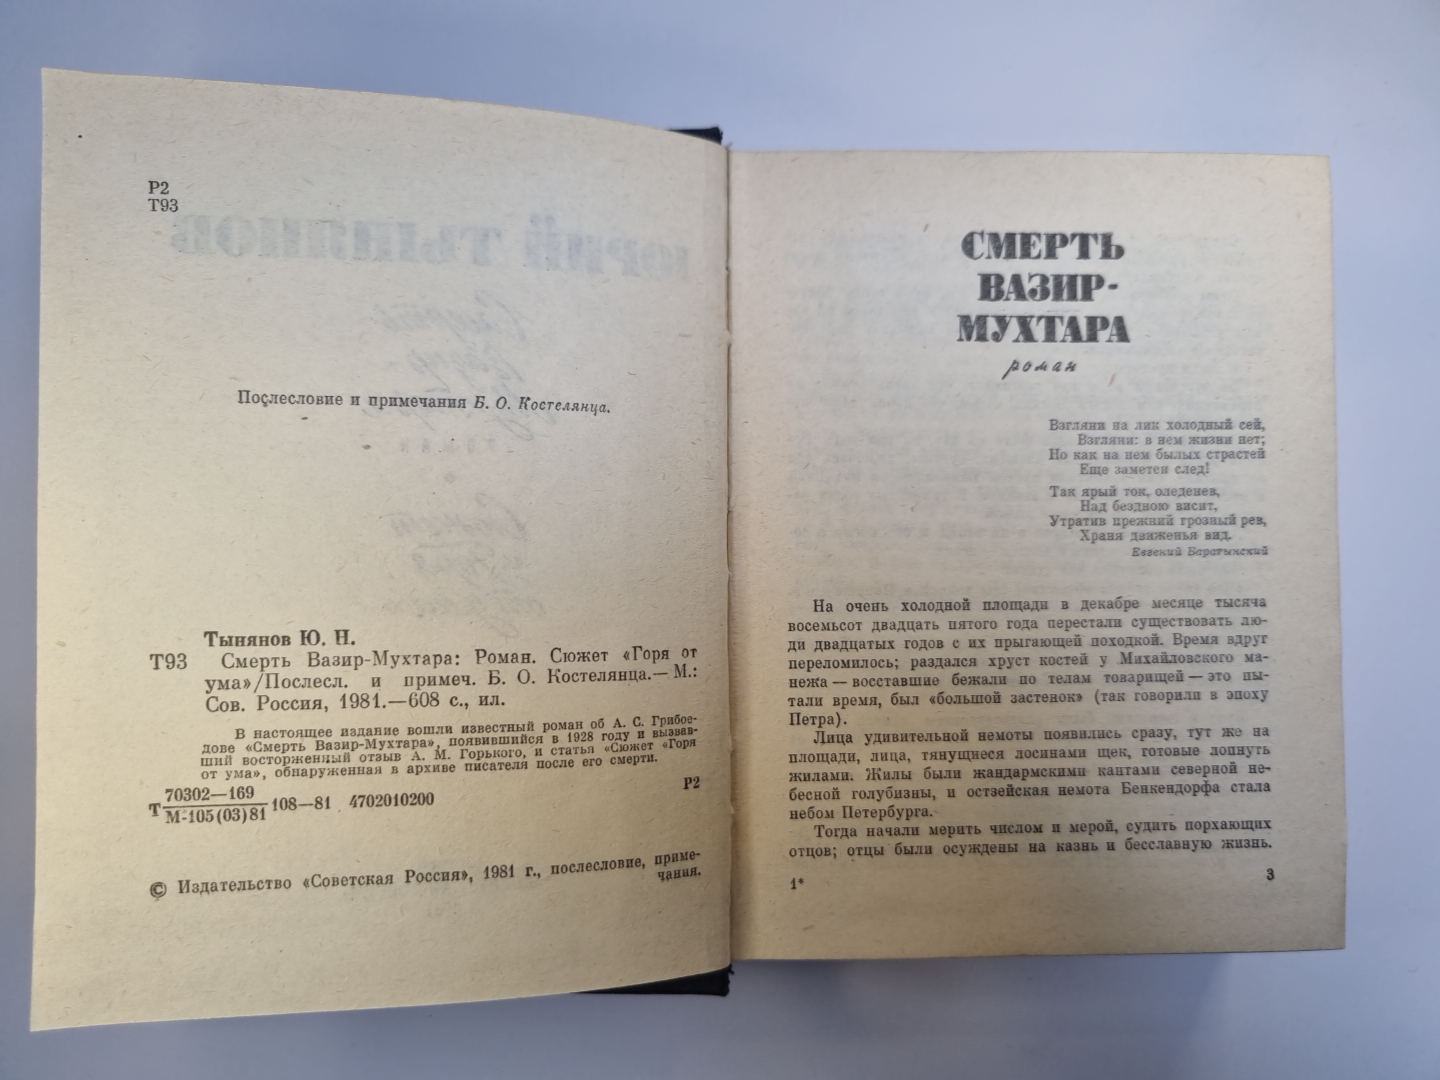 Р2
Т93
Послесловие и примечания Б. О. Костелянца.
Тынянов Ю. Н.
Т93 Смерть Вазир-Мухтара: Роман. Сюжет «Горя от
ума»/Послесл. и примеч. Б. О. Костелянца.— М.:
Сов. Россия, 1981.—608 с., ил.
В настоящее издание вошли известный роман об А. С. Грибое-
дове «Смерть Вазир-Мухтара», появившийся в 1928 году и вызвав-
ший восторженный отзыв А. М. Горького, и статья «Сюжет «Горя
от ума», обнаруженная в архиве писателя после его смерти.
Т 70302—169
М-105(03)81 108—81 4702010200
Р2
© Издательство «Советская Россия», 1981 г., послесловие, приме-
чания.
СМЕРТЬ
ВАЗИР-
МУХТАРА
роман
Взгляни на лик холодный сей,
Взгляни: в нем жизни нет;
Но как на нем былых страстей
Еще заметен след!
Так ярый ток, оледенев,
Над бездною висит,
Утратив прежний грозный рев,
Храня движенья вид.
Евгений Баратынский
На очень холодной площади в декабре месяце тысяча
восемьсот двадцать пятого года перестали существовать лю-
ди двадцатых годов с их прыгающей походкой. Время вдруг
переломилось; раздался хруст костей у Михайловского ма-
нежа — восставшие бежали по телам товарищей — это пы-
тали время, был «большой застенок» (так говорили в эпоху
Петра).
Лица удивительной немоты появились сразу, тут же на
площади, лица, тянущиеся лосинами щек, готовые лопнуть
жилами. Жилы были жандармскими кантами северной не-
бесной голубизны, и остзейская немота Бенкендорфа стала
небом Петербурга.
Тогда начали мерить числом и мерой, судить порхающих
отцов; отцы были осуждены на казнь и бесславную жизнь.
1*
3